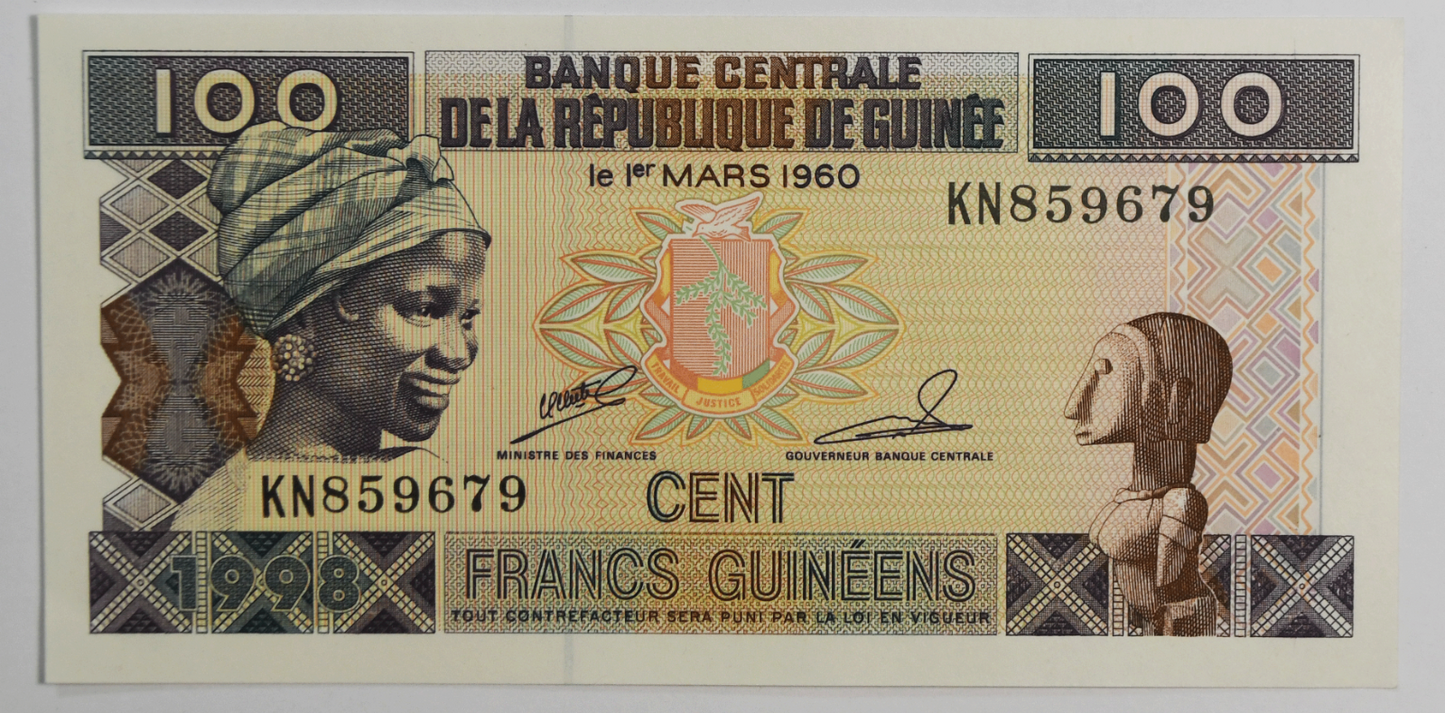 100
BANQUE CENTRALE
DE LA RÉPUBLIQUE DE GUINÉE
100
le 1er MARS 1960
KN859679
TRAVAIL JUSTICE SOLIDARITÉ
MINISTRE DES FINANCES
GOUVERNEUR BANQUE CENTRALE
KN859679
CENT
1998
FRANCS GUINÉENS
TOUT CONTREFACTEUR SERA PUNI PAR LA LOI EN VIGUEUR